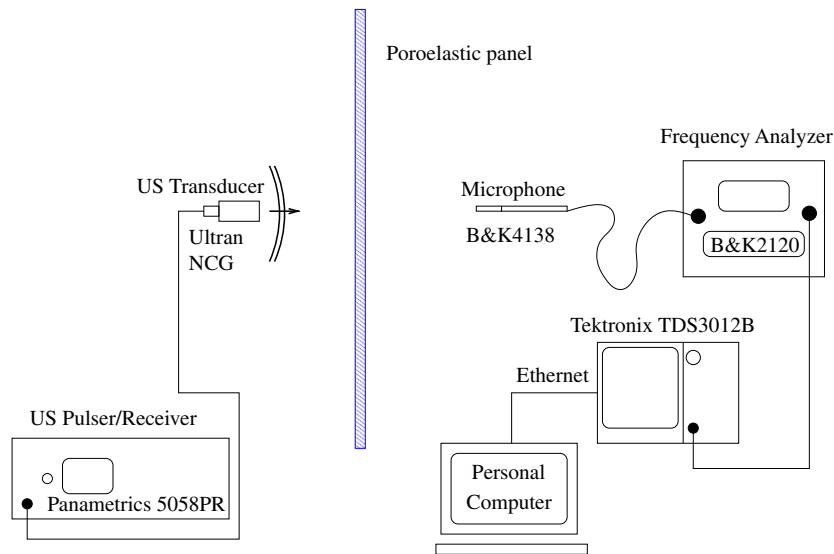 Poroelastic panel
Frequency Analyzer
US Transducer
Microphone
Ultran
NCG
B&K4138
B&K2120
Tektronix TDS3012B
Ethernet
US Pulser/Receiver
Panametrics 5058PR
Personal
Computer